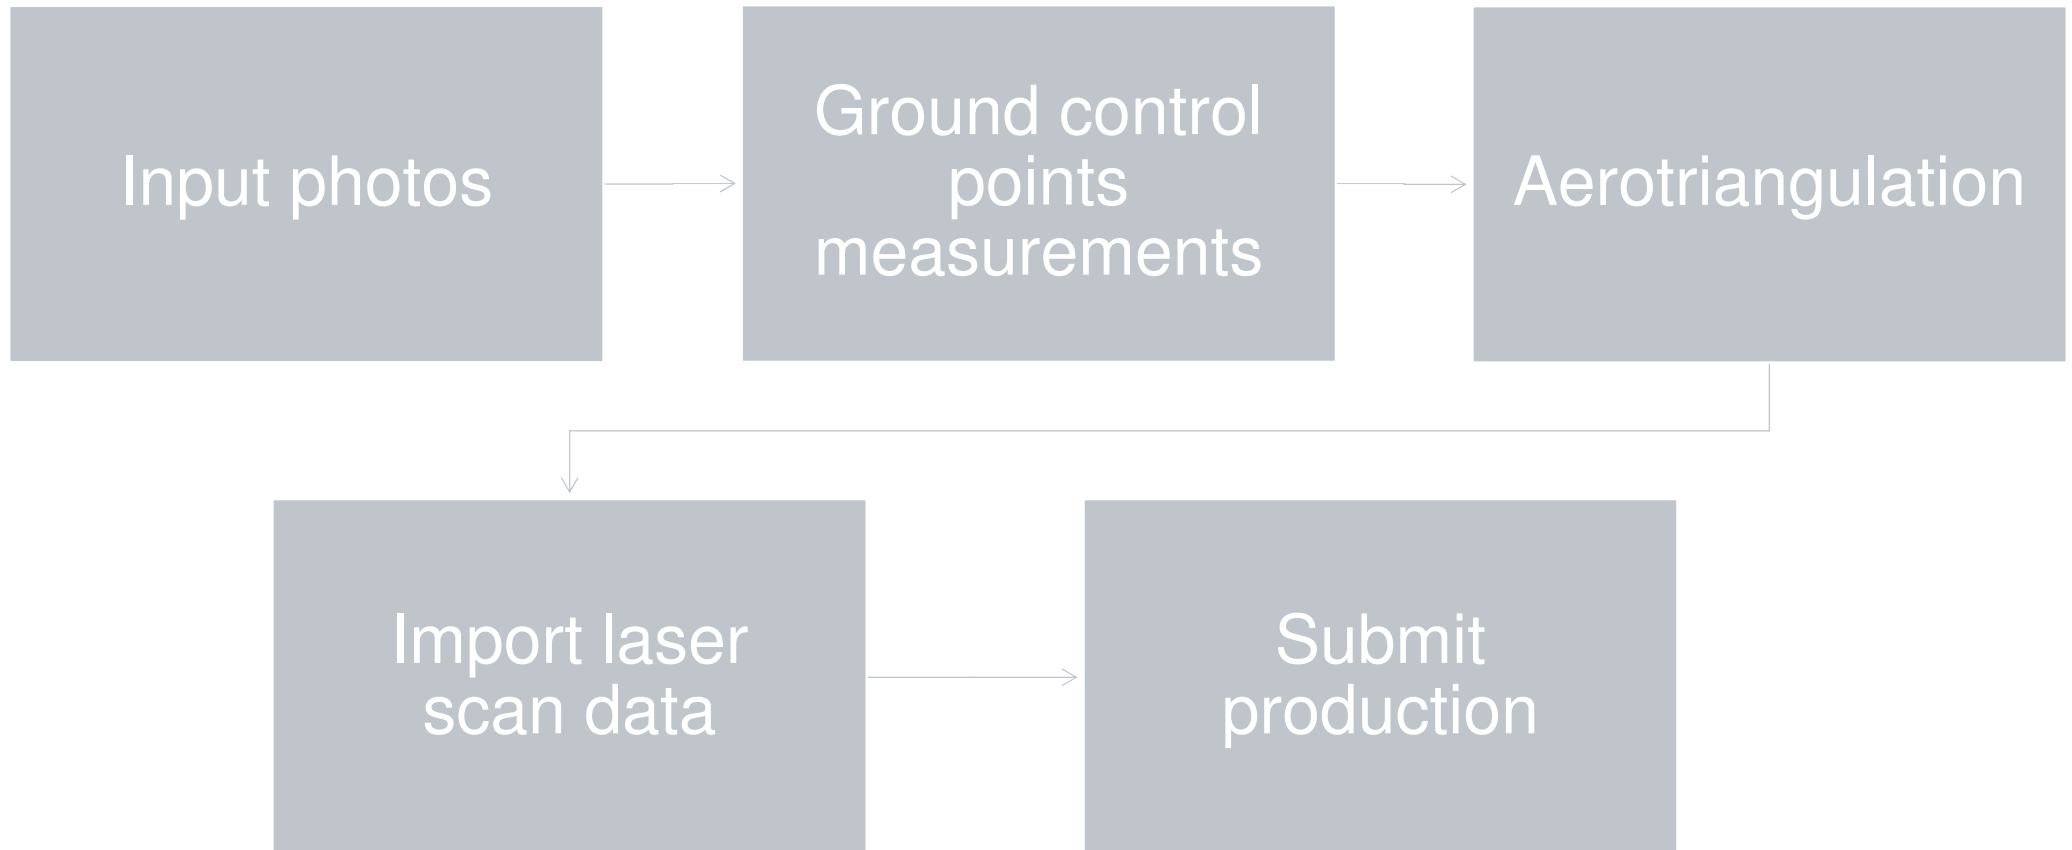 Input photos
Ground control
points
measurements
Aerotriangulation
Import laser
scan data
Submit
production